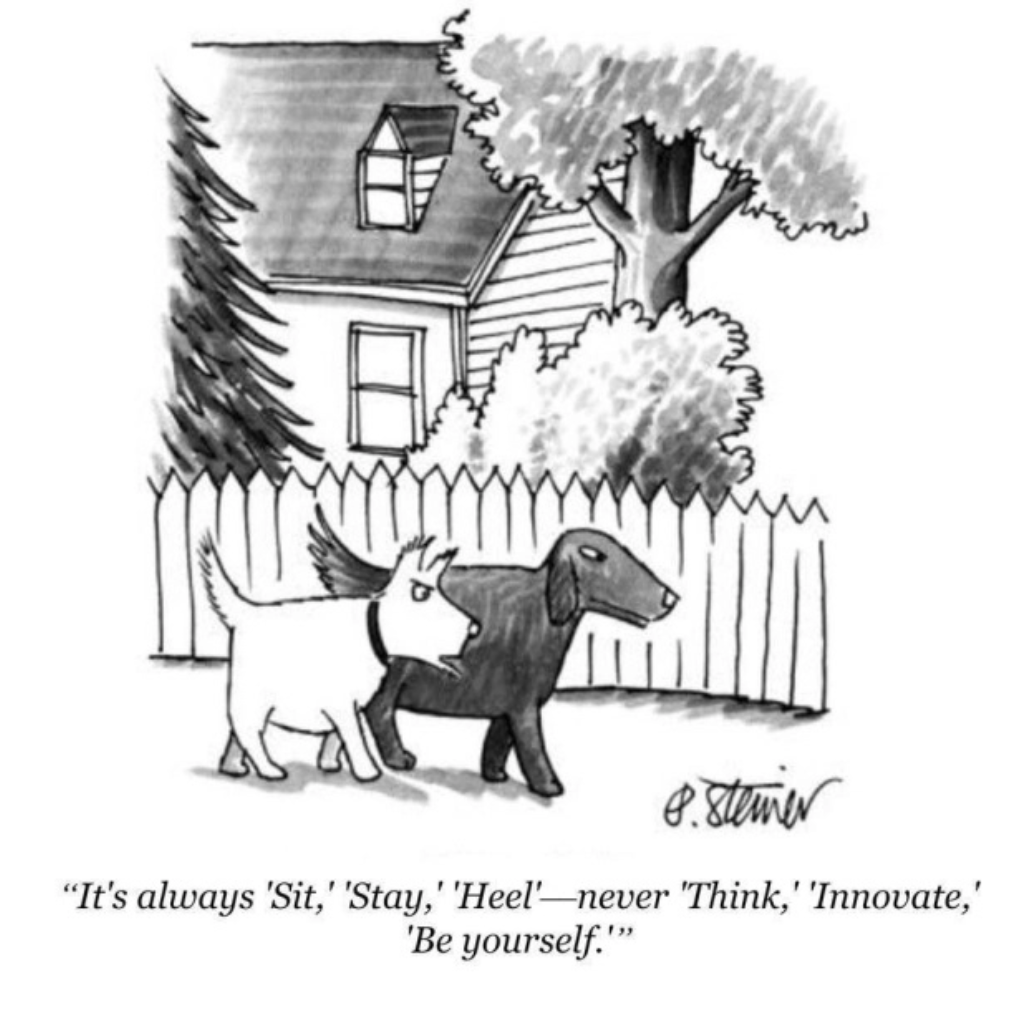 P. Steiner
“It's always 'Sit,' 'Stay,' 'Heel'—never 'Think,' 'Innovate,'
'Be yourself.'”